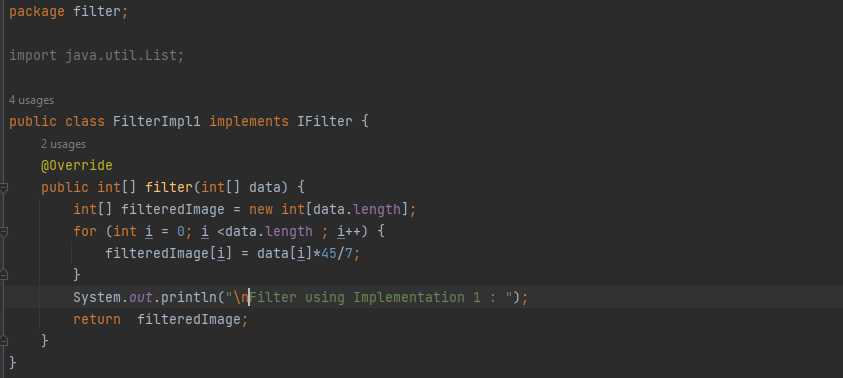 package filter;
import java.util.List;
4 usages
public class FilterImpl1 implements IFilter {
2 usages
@Override
public int[] filter(int[] data) {
int[] filteredImage = new int[data.length];
for (int i = 0; i <data.length ; i++) {
filteredImage[i] = data[i]*45/7;
}
System.out.println("\nFilter using Implementation 1 : ");
return  filteredImage;
}
}